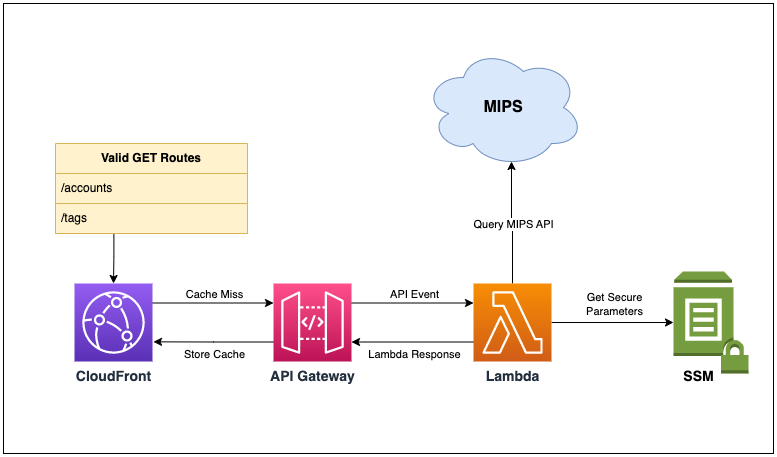 MIPS
Valid GET Routes
/accounts
/tags
Query MIPS API
Cache Miss
API Event
Get Secure
Parameters
</>
Store Cache
Lambda Response
CloudFront
API Gateway
Lambda
SSM